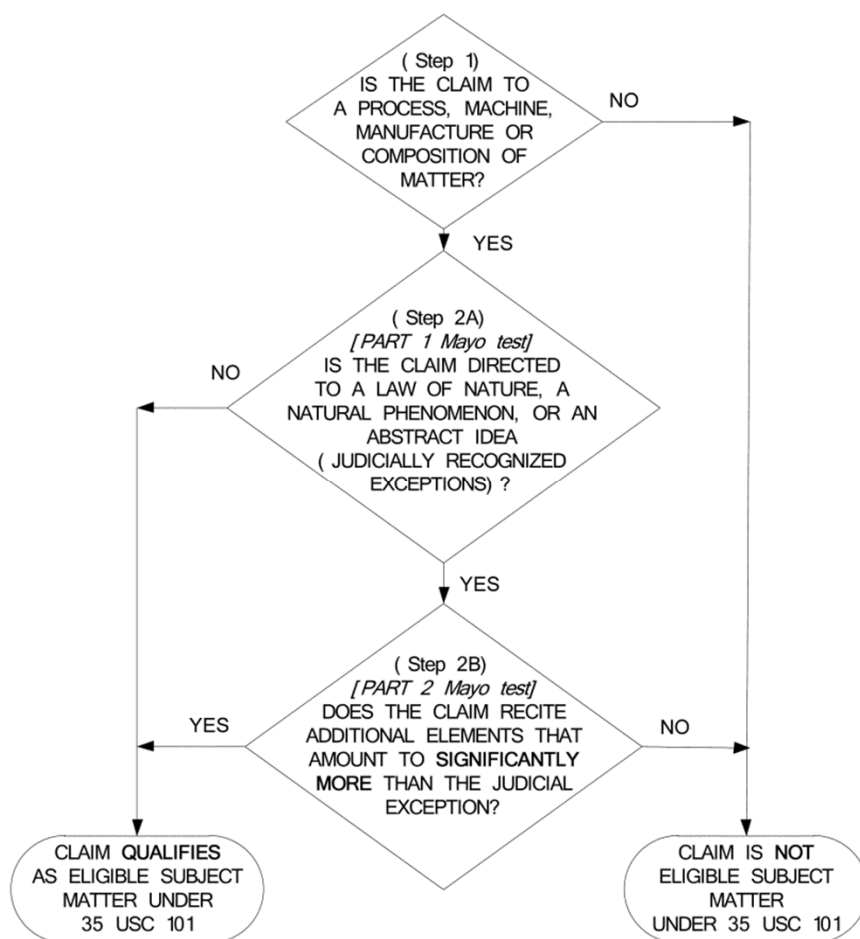 ( Step 1)
IS THE CLAIM TO
A PROCESS, MACHINE,
MANUFACTURE OR
COMPOSITION OF
MATTER?
NO
YES
( Step 2A)
[PART 1 Mayo test]
IS THE CLAIM DIRECTED
TO A LAW OF NATURE, A
NATURAL PHENOMENON, OR AN
ABSTRACT IDEA
( JUDICIALLY RECOGNIZED
EXCEPTIONS) ?
NO
YES
( Step 2B)
[PART 2 Mayo test]
DOES THE CLAIM RECITE
ADDITIONAL ELEMENTS THAT
AMOUNT TO SIGNIFICANTLY
MORE THAN THE JUDICIAL
EXCEPTION?
YES
NO
CLAIM QUALIFIES
AS ELIGIBLE SUBJECT
MATTER UNDER
35 USC 101
CLAIM IS NOT
ELIGIBLE SUBJECT
MATTER
UNDER 35 USC 101